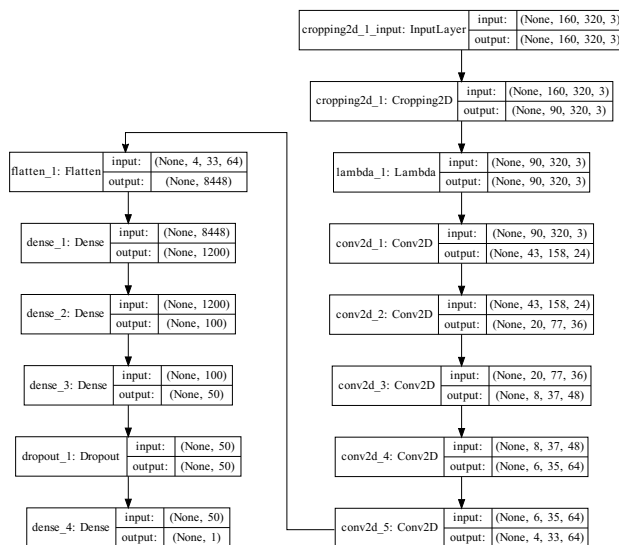 cropping2d_1_input: InputLayer
input: (None, 160, 320, 3)
output: (None, 160, 320, 3)
cropping2d_1: Cropping2D
input: (None, 160, 320, 3)
output: (None, 90, 320, 3)
lambda_1: Lambda
input: (None, 90, 320, 3)
output: (None, 90, 320, 3)
conv2d_1: Conv2D
input: (None, 90, 320, 3)
output: (None, 43, 158, 24)
conv2d_2: Conv2D
input: (None, 43, 158, 24)
output: (None, 20, 77, 36)
conv2d_3: Conv2D
input: (None, 20, 77, 36)
output: (None, 8, 37, 48)
conv2d_4: Conv2D
input: (None, 8, 37, 48)
output: (None, 6, 35, 64)
conv2d_5: Conv2D
input: (None, 6, 35, 64)
output: (None, 4, 33, 64)
flatten_1: Flatten
input: (None, 4, 33, 64)
output: (None, 8448)
dense_1: Dense
input: (None, 8448)
output: (None, 1200)
dense_2: Dense
input: (None, 1200)
output: (None, 100)
dense_3: Dense
input: (None, 100)
output: (None, 50)
dropout_1: Dropout
input: (None, 50)
output: (None, 50)
dense_4: Dense
input: (None, 50)
output: (None, 1)